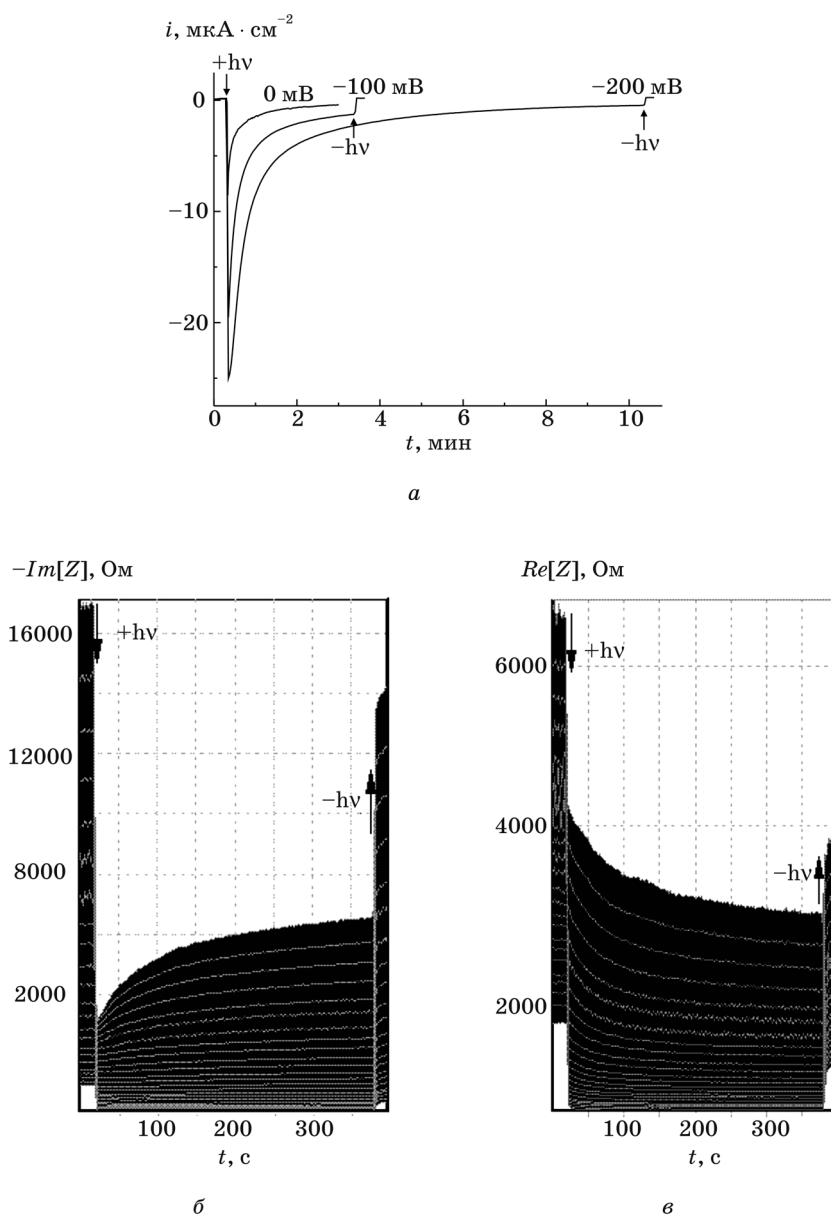 i, мкА · см⁻²
+hν
0 мВ
−100 мВ
−200 мВ
0
−hν
−hν
−10
−20
0
2
4
6
8
10
t, мин
а
−Im[Z], Ом
16000
+hν
12000
−hν
8000
2000
100
200
300
t, с
б
Re[Z], Ом
+hν
6000
4000
−hν
2000
100
200
300
t, с
в